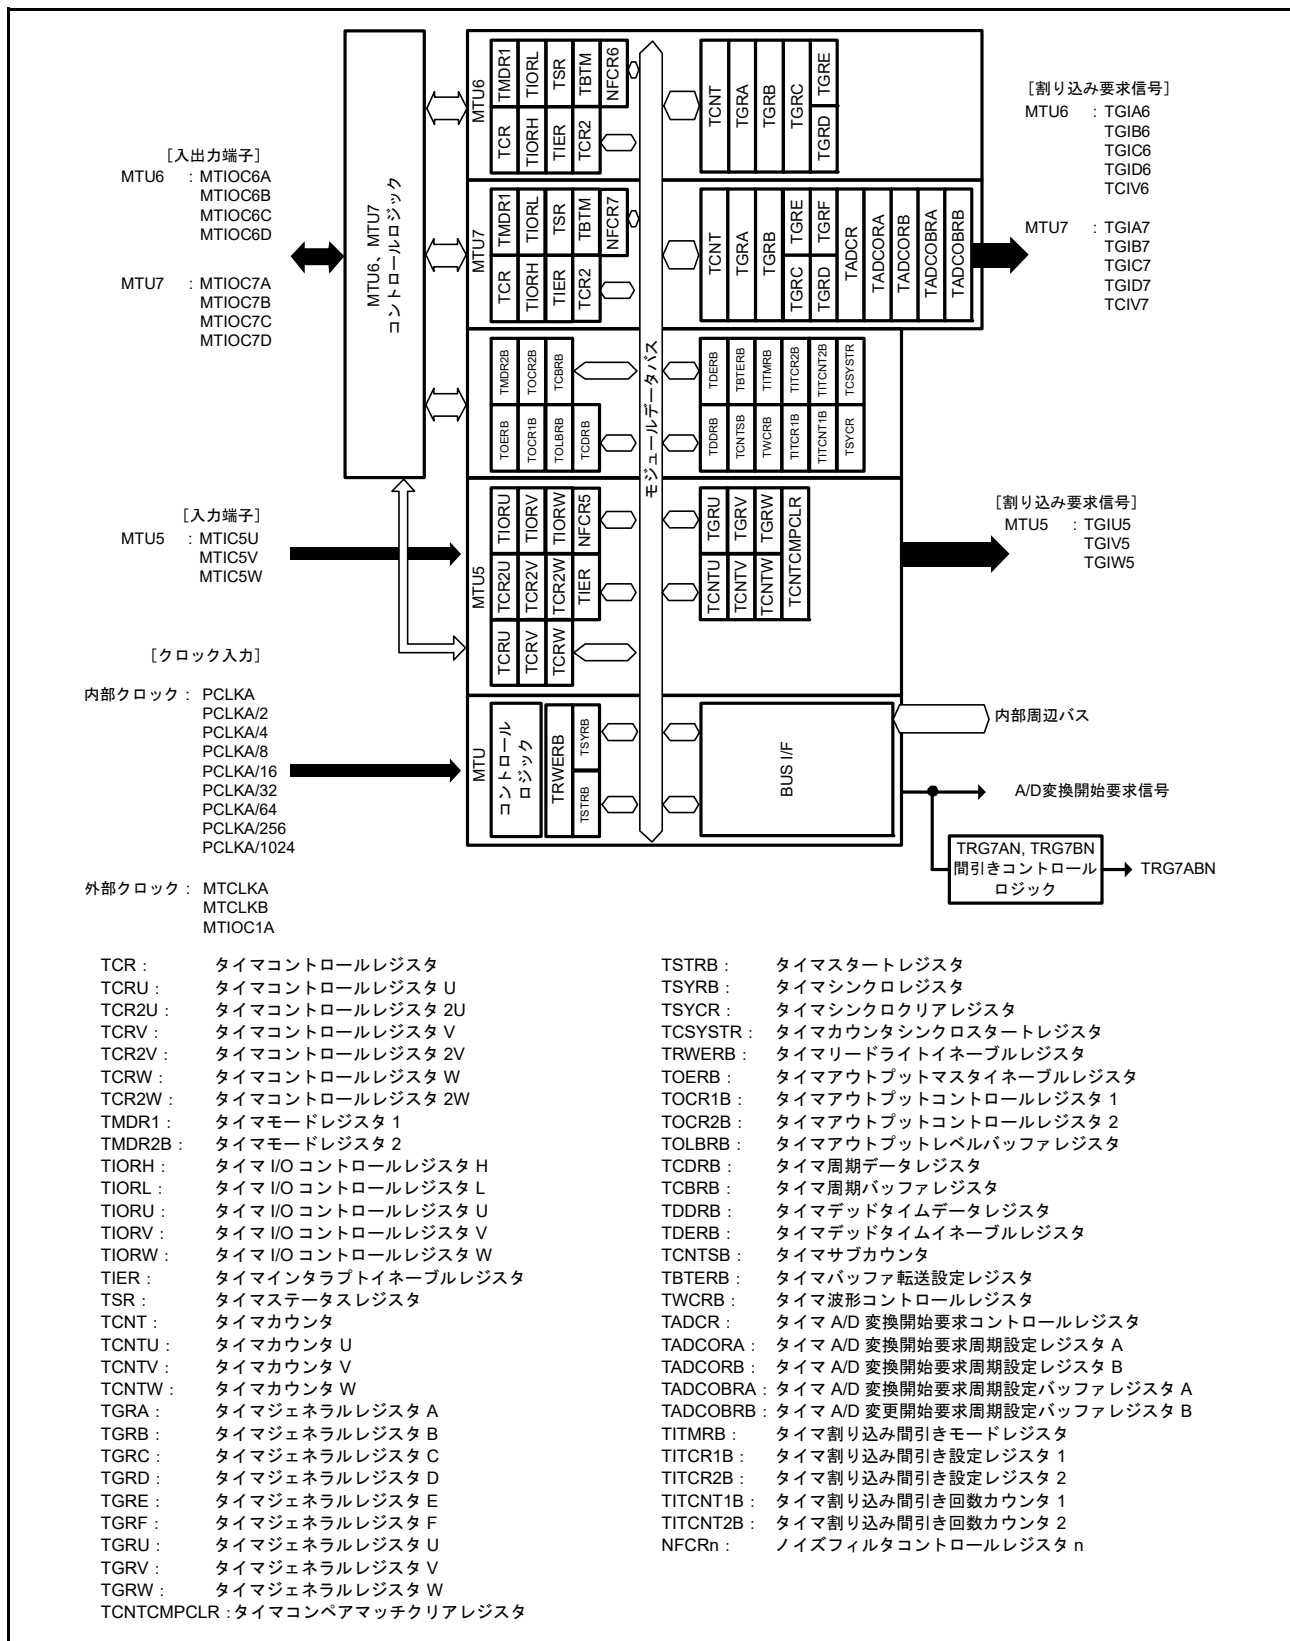 [入出力端子]
MTU6 : MTIOC6A
MTIOC6B
MTIOC6C
MTIOC6D
MTU7 : MTIOC7A
MTIOC7B
MTIOC7C
MTIOC7D
[入力端子]
MTU5 : MTIC5U
MTIC5V
MTIC5W
[クロック入力]
内部クロック : PCLKA
PCLKA/2
PCLKA/4
PCLKA/8
PCLKA/16
PCLKA/32
PCLKA/64
PCLKA/256
PCLKA/1024
外部クロック : MTCLKA
MTCLKB
MTIOC1A
MTU6、MTU7
コントロールロジック
MTU6
TMDR1
TIORL
TSR
TBTM
NFCR6
TCR
TIORH
TIER
TCR2
TCNT
TGRA
TGRB
TGRC
TGRE
TGRD
MTU7
TMDR1
TIORL
TSR
TBTM
NFCR7
TCR
TIORH
TIER
TCR2
TCNT
TGRA
TGRB
TGRE
TGRC
TGRF
TGRD
TADCR
TADCORA
TADCORB
TADCOBRA
TADCOBRB
TMDR2B
TOCR2B
TCBRB
TOERB
TOCR1B
TOLBRB
TCDRB
TDERB
TBTERB
TITMRB
TITCR2B
TITCNT2B
TCSYSTR
TDDRB
TCNTSB
TWCRB
TITCR1B
TITCNT1B
TSYCR
モジュールデータバス
MTU5
TIORU
TIORV
TIORW
NFCR5
TCR2U
TCR2V
TCR2W
TIER
TCRU
TCRV
TCRW
TGRU
TGRV
TGRW
TCNTCMPCLR
TCNTU
TCNTV
TCNTW
MTU
コントロール
ロジック
TRWERB
TSYRB
TSTRB
BUS I/F
[割り込み要求信号]
MTU6 : TGIA6
TGIB6
TGIC6
TGID6
TCIV6
MTU7 : TGIA7
TGIB7
TGIC7
TGID7
TCIV7
[割り込み要求信号]
MTU5 : TGIU5
TGIV5
TGIW5
内部周辺バス
A/D変換開始要求信号
TRG7AN, TRG7BN
間引きコントロール
ロジック
TRG7ABN
TCR : タイマコントロールレジスタ
TCRU : タイマコントロールレジスタ U
TCR2U : タイマコントロールレジスタ 2U
TCRV : タイマコントロールレジスタ V
TCR2V : タイマコントロールレジスタ 2V
TCRW : タイマコントロールレジスタ W
TCR2W : タイマコントロールレジスタ 2W
TMDR1 : タイマモードレジスタ 1
TMDR2B : タイマモードレジスタ 2
TIORH : タイマ I/O コントロールレジスタ H
TIORL : タイマ I/O コントロールレジスタ L
TIORU : タイマ I/O コントロールレジスタ U
TIORV : タイマ I/O コントロールレジスタ V
TIORW : タイマ I/O コントロールレジスタ W
TIER : タイマインタラプトイネーブルレジスタ
TSR : タイマステータスレジスタ
TCNT : タイマカウンタ
TCNTU : タイマカウンタ U
TCNTV : タイマカウンタ V
TCNTW : タイマカウンタ W
TGRA : タイマジェネラルレジスタ A
TGRB : タイマジェネラルレジスタ B
TGRC : タイマジェネラルレジスタ C
TGRD : タイマジェネラルレジスタ D
TGRE : タイマジェネラルレジスタ E
TGRF : タイマジェネラルレジスタ F
TGRU : タイマジェネラルレジスタ U
TGRV : タイマジェネラルレジスタ V
TGRW : タイマジェネラルレジスタ W
TCNTCMPCLR : タイマコンペアマッチクリアレジスタ
TSTRB : タイマスタートレジスタ
TSYRB : タイマシンクロレジスタ
TSYCR : タイマシンクロクリアレジスタ
TCSYSTR : タイマカウンタシンクロスタートレジスタ
TRWERB : タイマリードライトイネーブルレジスタ
TOERB : タイマアウトプットマスタイネーブルレジスタ
TOCR1B : タイマアウトプットコントロールレジスタ 1
TOCR2B : タイマアウトプットコントロールレジスタ 2
TOLBRB : タイマアウトプットレベルバッファレジスタ
TCDRB : タイマ周期データレジスタ
TCBRB : タイマ周期バッファレジスタ
TDDRB : タイマデッドタイムデータレジスタ
TDERB : タイマデッドタイムイネーブルレジスタ
TCNTSB : タイマサブカウンタ
TBTERB : タイマバッファ転送設定レジスタ
TWCRB : タイマ波形コントロールレジスタ
TADCR : タイマ A/D 変換開始要求コントロールレジスタ
TADCORA : タイマ A/D 変換開始要求周期設定レジスタ A
TADCORB : タイマ A/D 変換開始要求周期設定レジスタ B
TADCOBRA : タイマ A/D 変換開始要求周期設定バッファレジスタ A
TADCOBRB : タイマ A/D 変更開始要求周期設定バッファレジスタ B
TITMRB : タイマ割り込み間引きモードレジスタ
TITCR1B : タイマ割り込み間引き設定レジスタ 1
TITCR2B : タイマ割り込み間引き設定レジスタ 2
TITCNT1B : タイマ割り込み間引き回数カウンタ 1
TITCNT2B : タイマ割り込み間引き回数カウンタ 2
NFCRn : ノイズフィルタコントロールレジスタ n